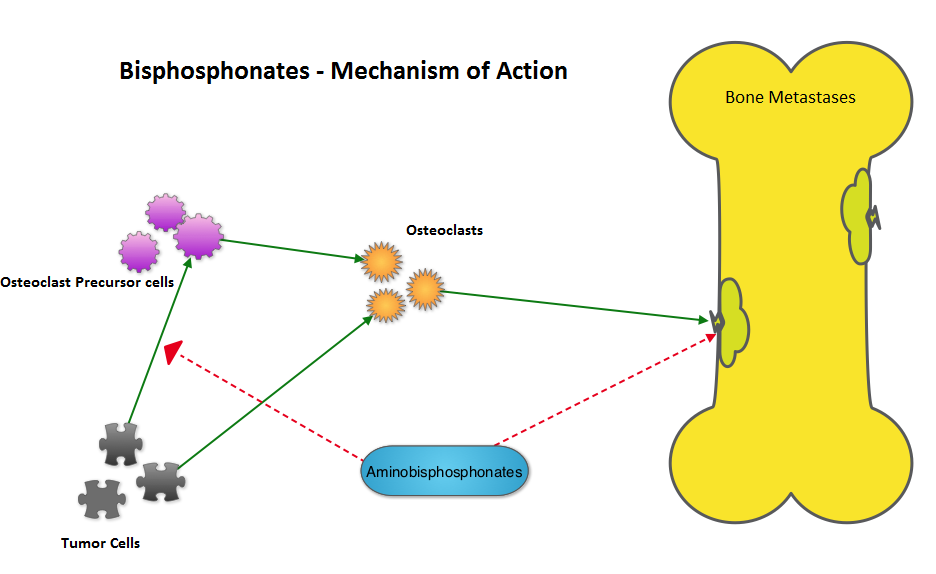 Bisphosphonates - Mechanism of Action
Bone Metastases
Osteoclasts
Osteoclast Precursor cells
Aminobisphosphonates
Tumor Cells